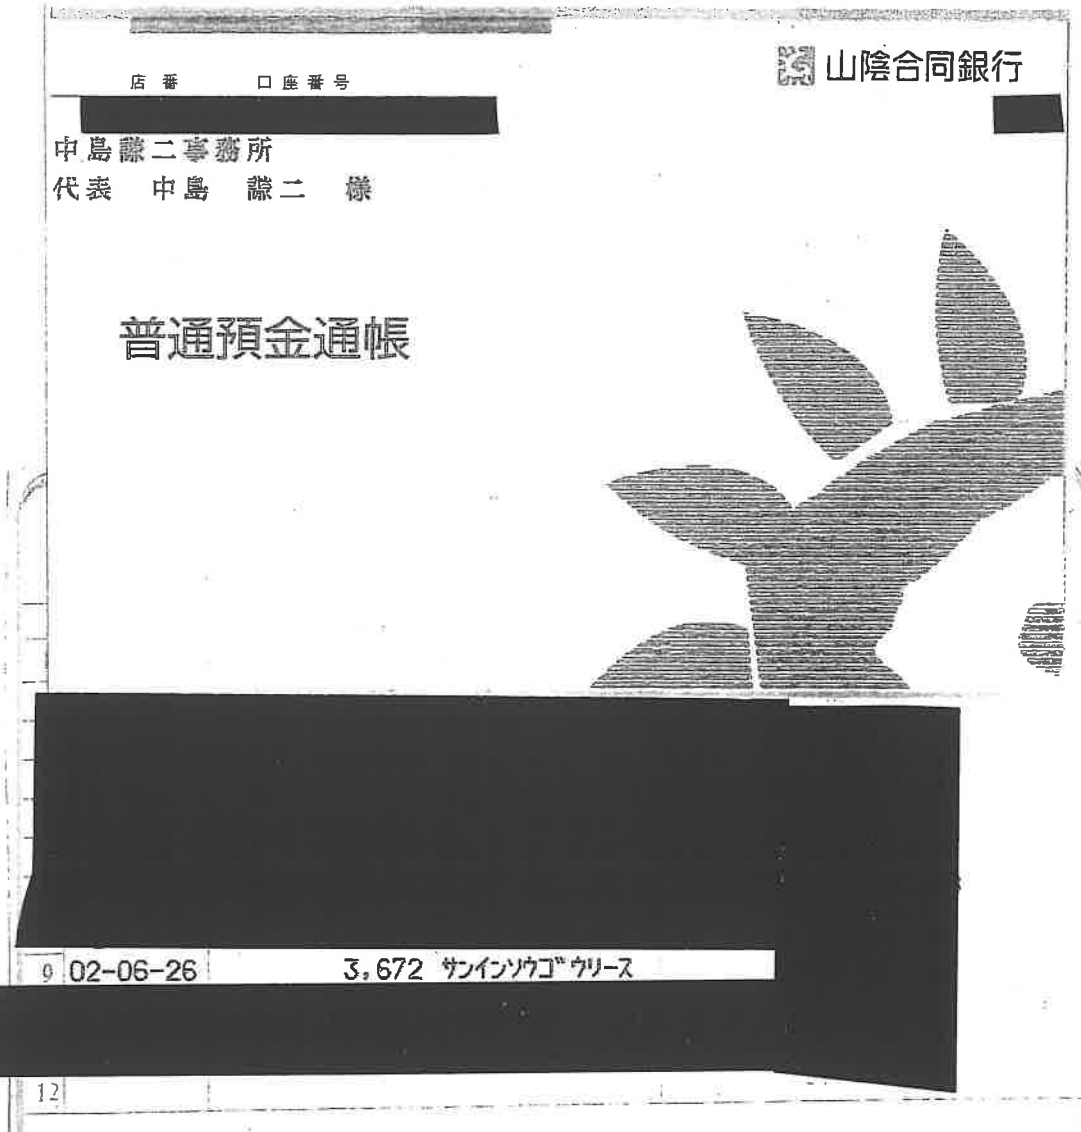 山陰合同銀行
店番 口座番号
中島謙二事務所
代表 中島 謙二 様
普通預金通帳
9 02-06-26 3,672 サンインソウゴウリース
12